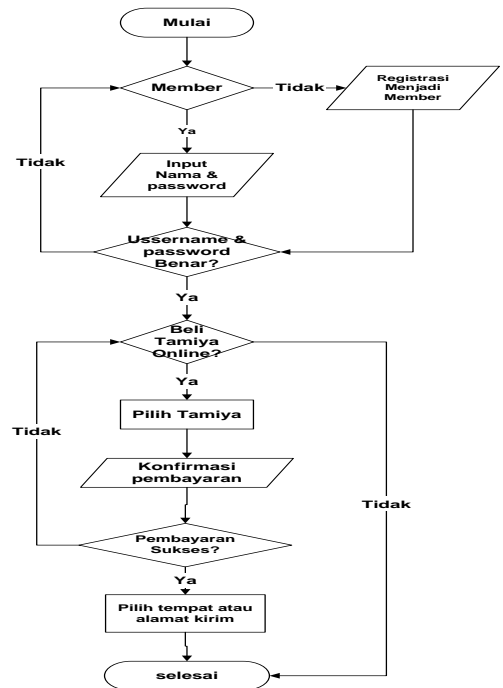 Mulai
Member
Tidak
Registrasi
Menjadi
Member
Ya
Tidak
Input
Nama &
password
Ussername &
password
Benar?
Ya
Beli
Tamiya
Online?
Ya
Pilih Tamiya
Tidak
Konfirmasi
pembayaran
Tidak
Pembayaran
Sukses?
Ya
Pilih tempat atau
alamat kirim
selesai